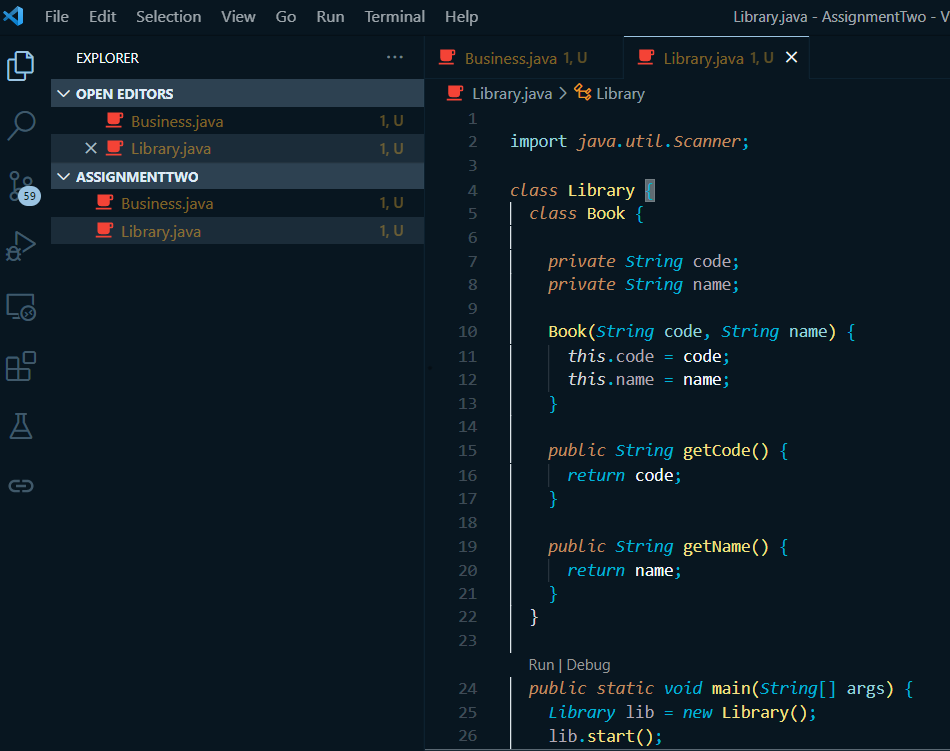 File Edit Selection View Go Run Terminal Help Library.java - AssignmentTwo - V
EXPLORER ...
OPEN EDITORS
Business.java 1, U
Library.java 1, U
ASSIGNMENTTWO
Business.java 1, U
Library.java 1, U
59
Business.java 1, U Library.java 1, U
Library.java > Library
1
2 import java.util.Scanner;
3
4 class Library {
5 class Book {
6
7 private String code;
8 private String name;
9
10 Book(String code, String name) {
11 this.code = code;
12 this.name = name;
13 }
14
15 public String getCode() {
16 return code;
17 }
18
19 public String getName() {
20 return name;
21 }
22 }
23
Run | Debug
24 public static void main(String[] args) {
25 Library lib = new Library();
26 lib.start();